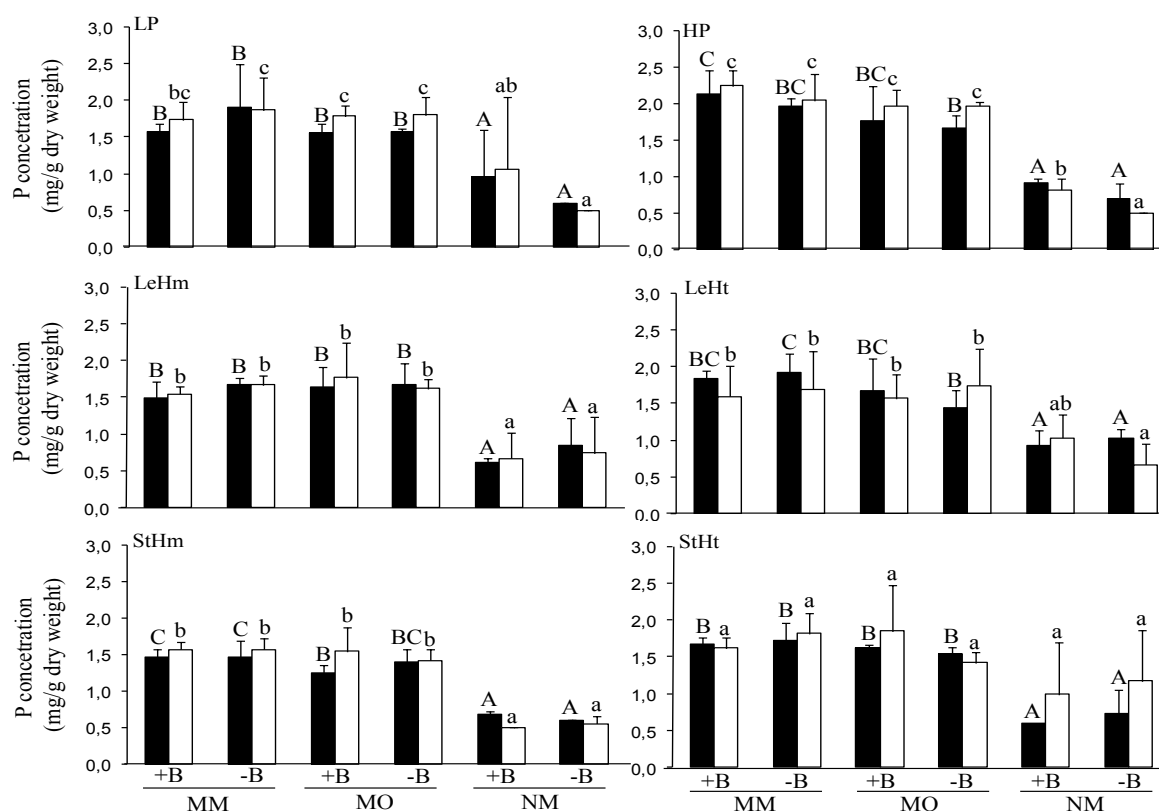 LP
P concetration
(mg/g dry weight)
3,0
2,5
2,0
1,5
1,0
0,5
0,0
B bc B c B c B c A ab A a
HP
3,0
2,5
2,0
1,5
1,0
0,5
0,0
C c BC c BC c B c A b A a
LeHm
P concetration
(mg/g dry weight)
3,0
2,5
2,0
1,5
1,0
0,5
0,0
B b B b B b B b A a A a
LeHt
3,0
2,5
2,0
1,5
1,0
0,5
0,0
BC b C b BC b B b A ab A a
StHm
P concetration
(mg/g dry weight)
3,0
2,5
2,0
1,5
1,0
0,5
0,0
C b C b B b BC b A a A a
+B -B +B -B +B -B
MM MO NM
StHt
3,0
2,5
2,0
1,5
1,0
0,5
0,0
B a B a B a B a A a A a
+B -B +B -B +B -B
MM MO NM